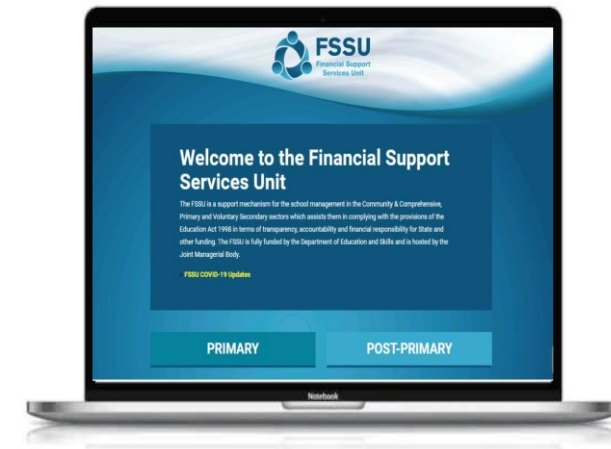 FSSU
Financial Support
Services Unit
Welcome to the Financial Support
Services Unit
The FSSU is a support mechanism for the school management in the Community & Comprehensive,
Primary and Voluntary Secondary sectors which assists them in complying with the provisions of the
Education Act 1998 in terms of transparency, accountability and financial responsibility for State and
other funding. The FSSU is fully funded by the Department of Education and Skills and is hosted by the
Joint Managerial Body.
FSSU COVID-19 Updates
PRIMARY
POST-PRIMARY
Notebook